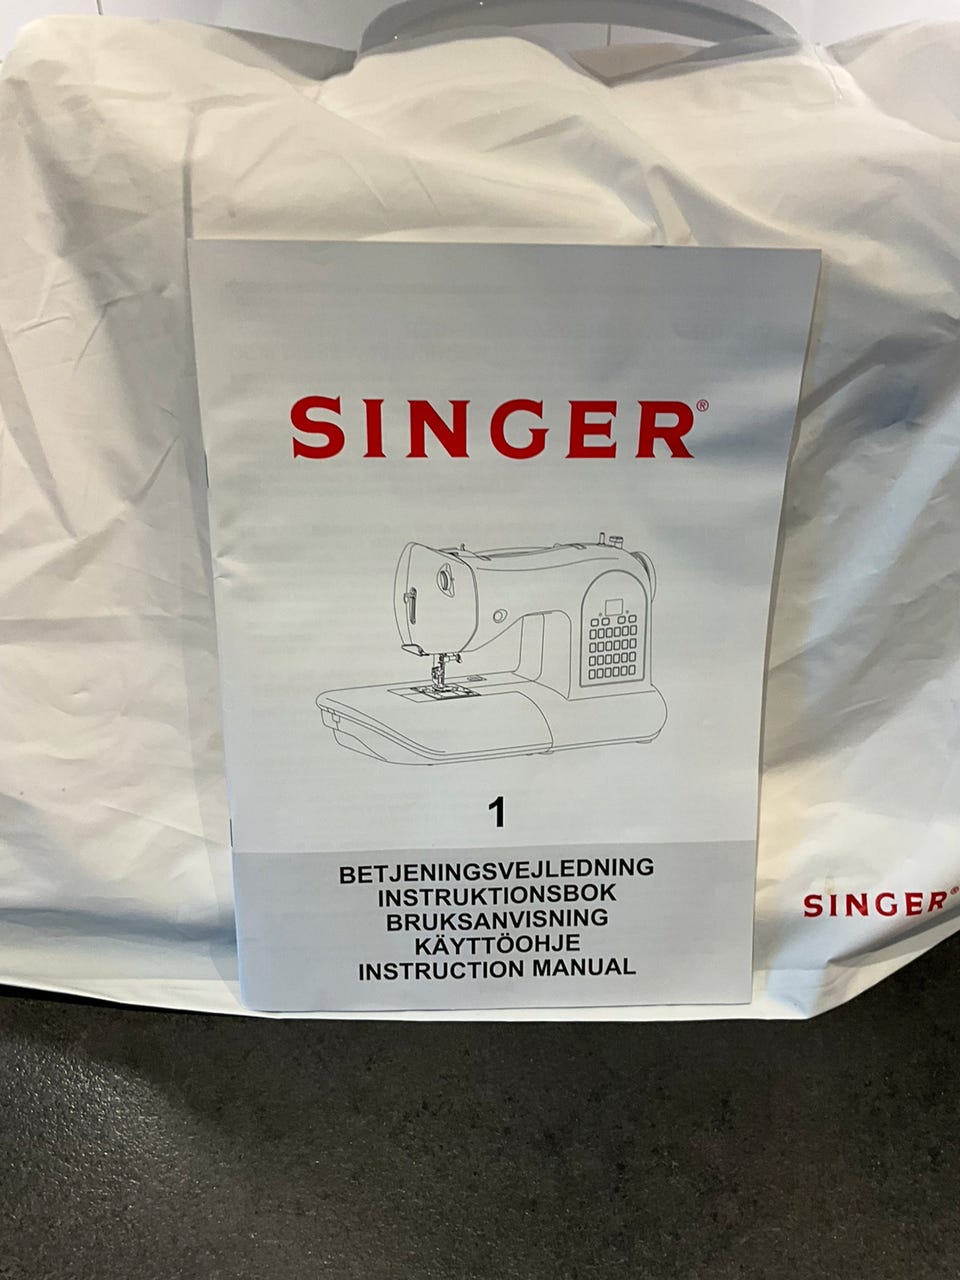 SINGER®
1
BETJENINGSVEJLEDNING
INSTRUKTIONSBOK
BRUKSANVISNING
KÄYTTÖOHJE
INSTRUCTION MANUAL
SINGER®